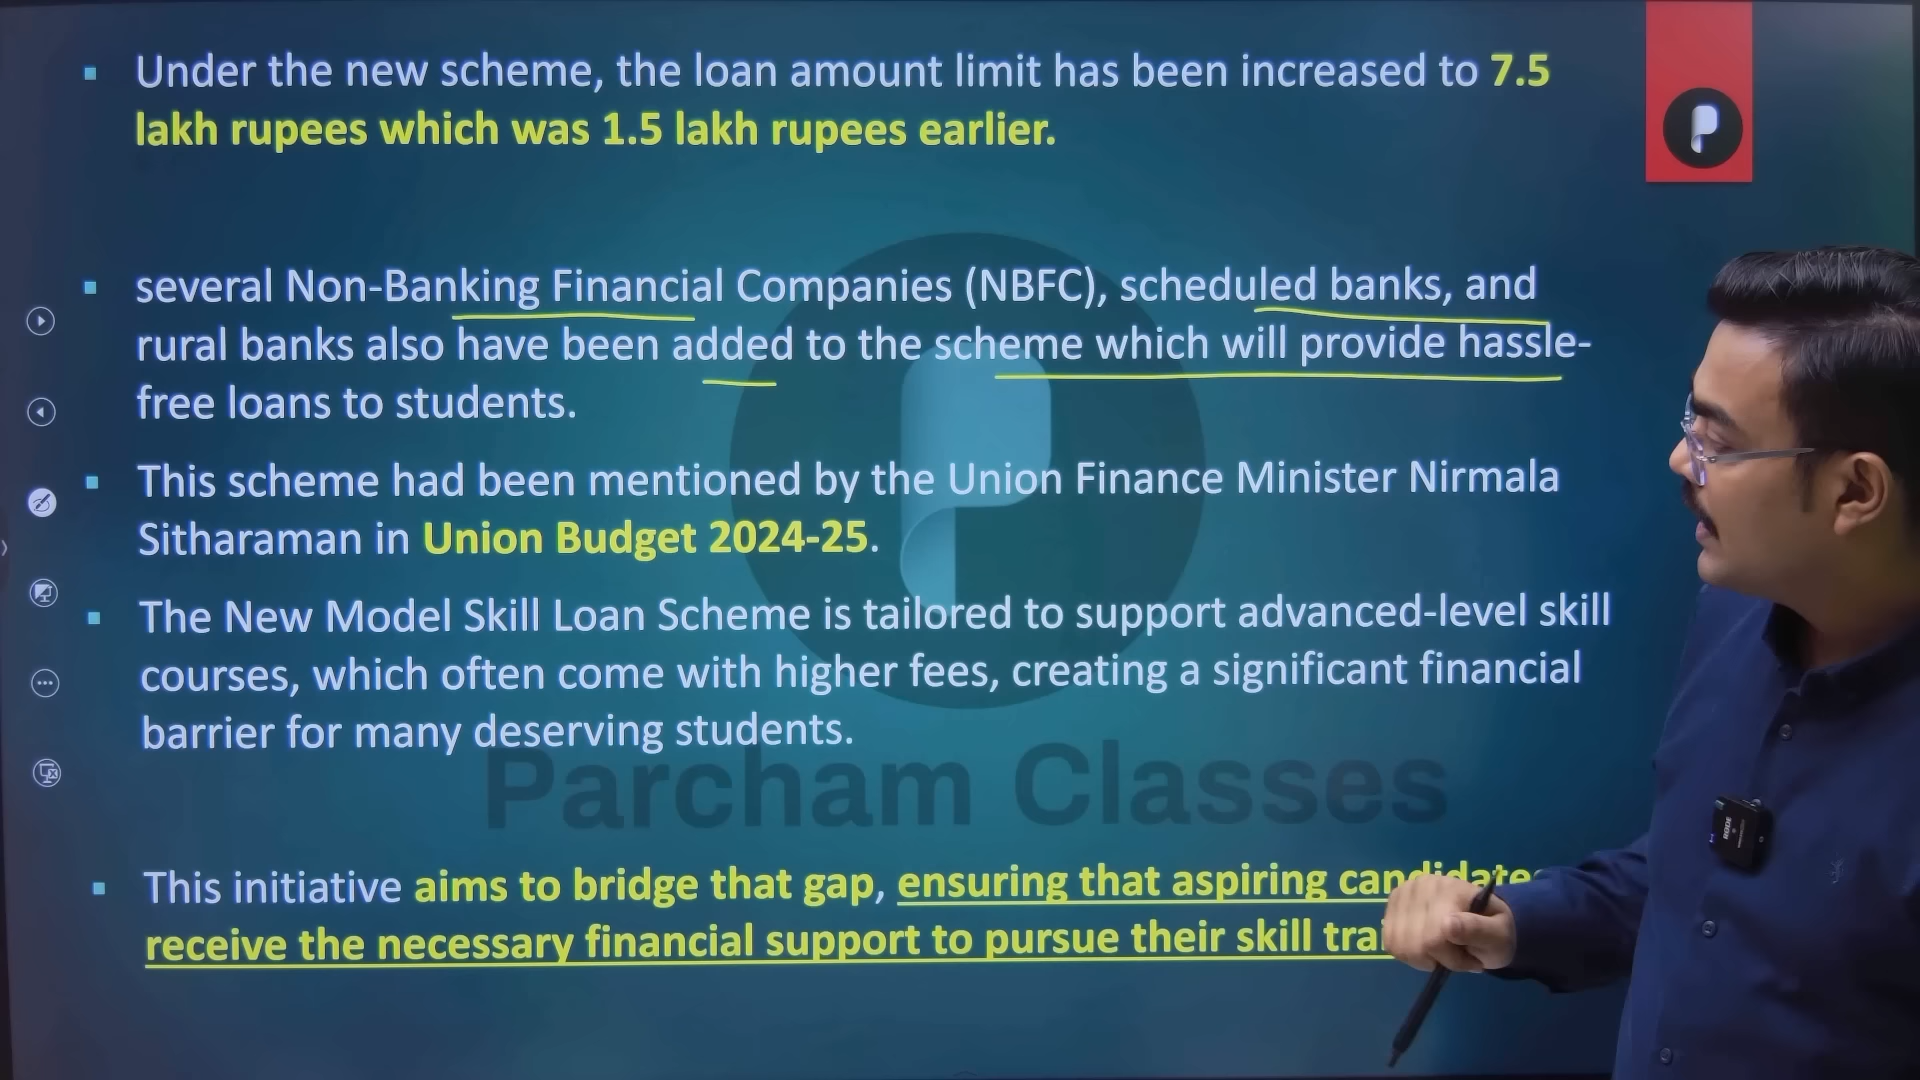 Under the new scheme, the loan amount limit has been increased to 7.5
lakh rupees which was 1.5 lakh rupees earlier.
several Non-Banking Financial Companies (NBFC), scheduled banks, and
rural banks also have been added to the scheme which will provide hassle-
free loans to students.
This scheme had been mentioned by the Union Finance Minister Nirmala
Sitharaman in Union Budget 2024-25.
The New Model Skill Loan Scheme is tailored to support advanced-level skill
courses, which often come with higher fees, creating a significant financial
barrier for many deserving students.
Parcham Classes
This initiative aims to bridge that gap, ensuring that aspiring candidates
receive the necessary financial support to pursue their skill
RODE